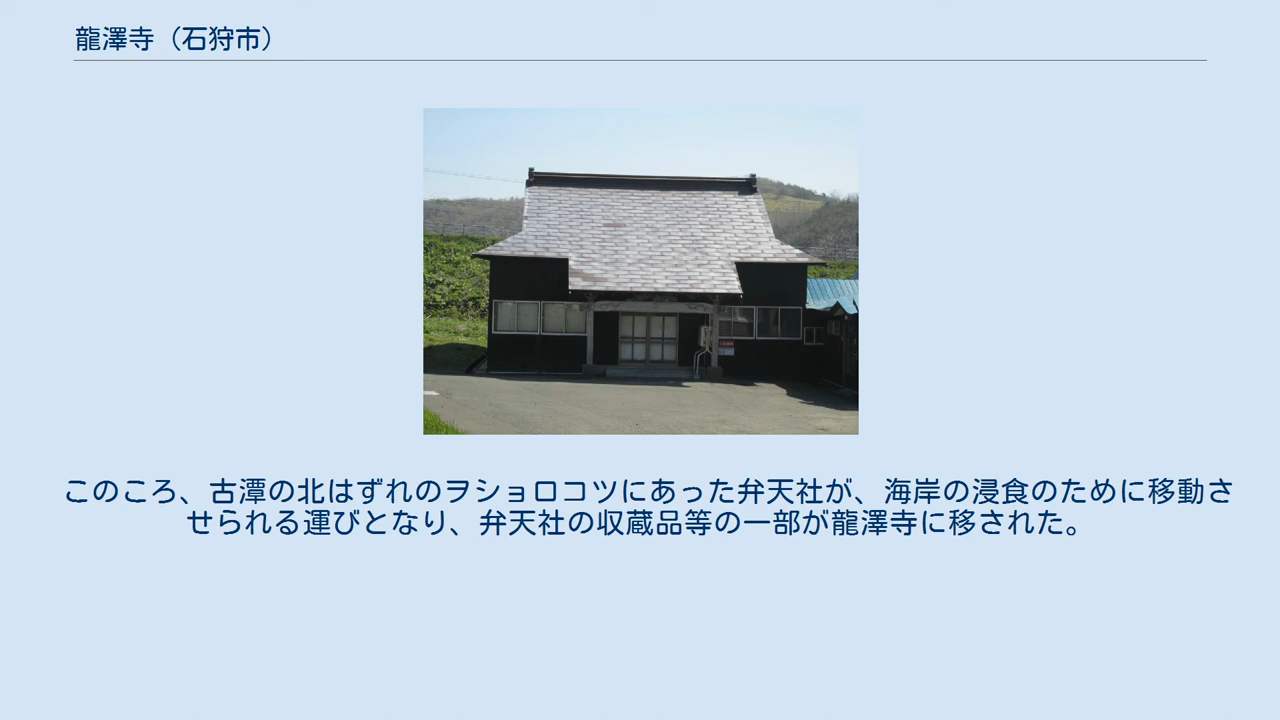 龍澤寺（石狩市）
このころ、古潭の北はずれのヲショロコツにあった弁天社が、海岸の浸食のために移動さ
せられる運びとなり、弁天社の収蔵品等の一部が龍澤寺に移された。